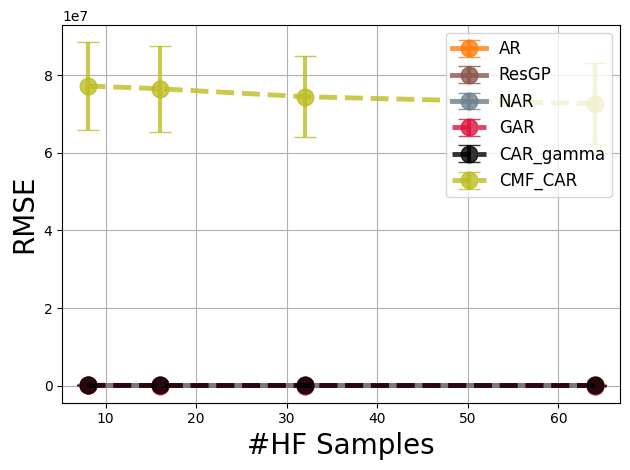 1e7
8
6
4
2
0
RMSE
10 20 30 40 50 60
#HF Samples
AR
ResGP
NAR
GAR
CAR_gamma
CMF_CAR